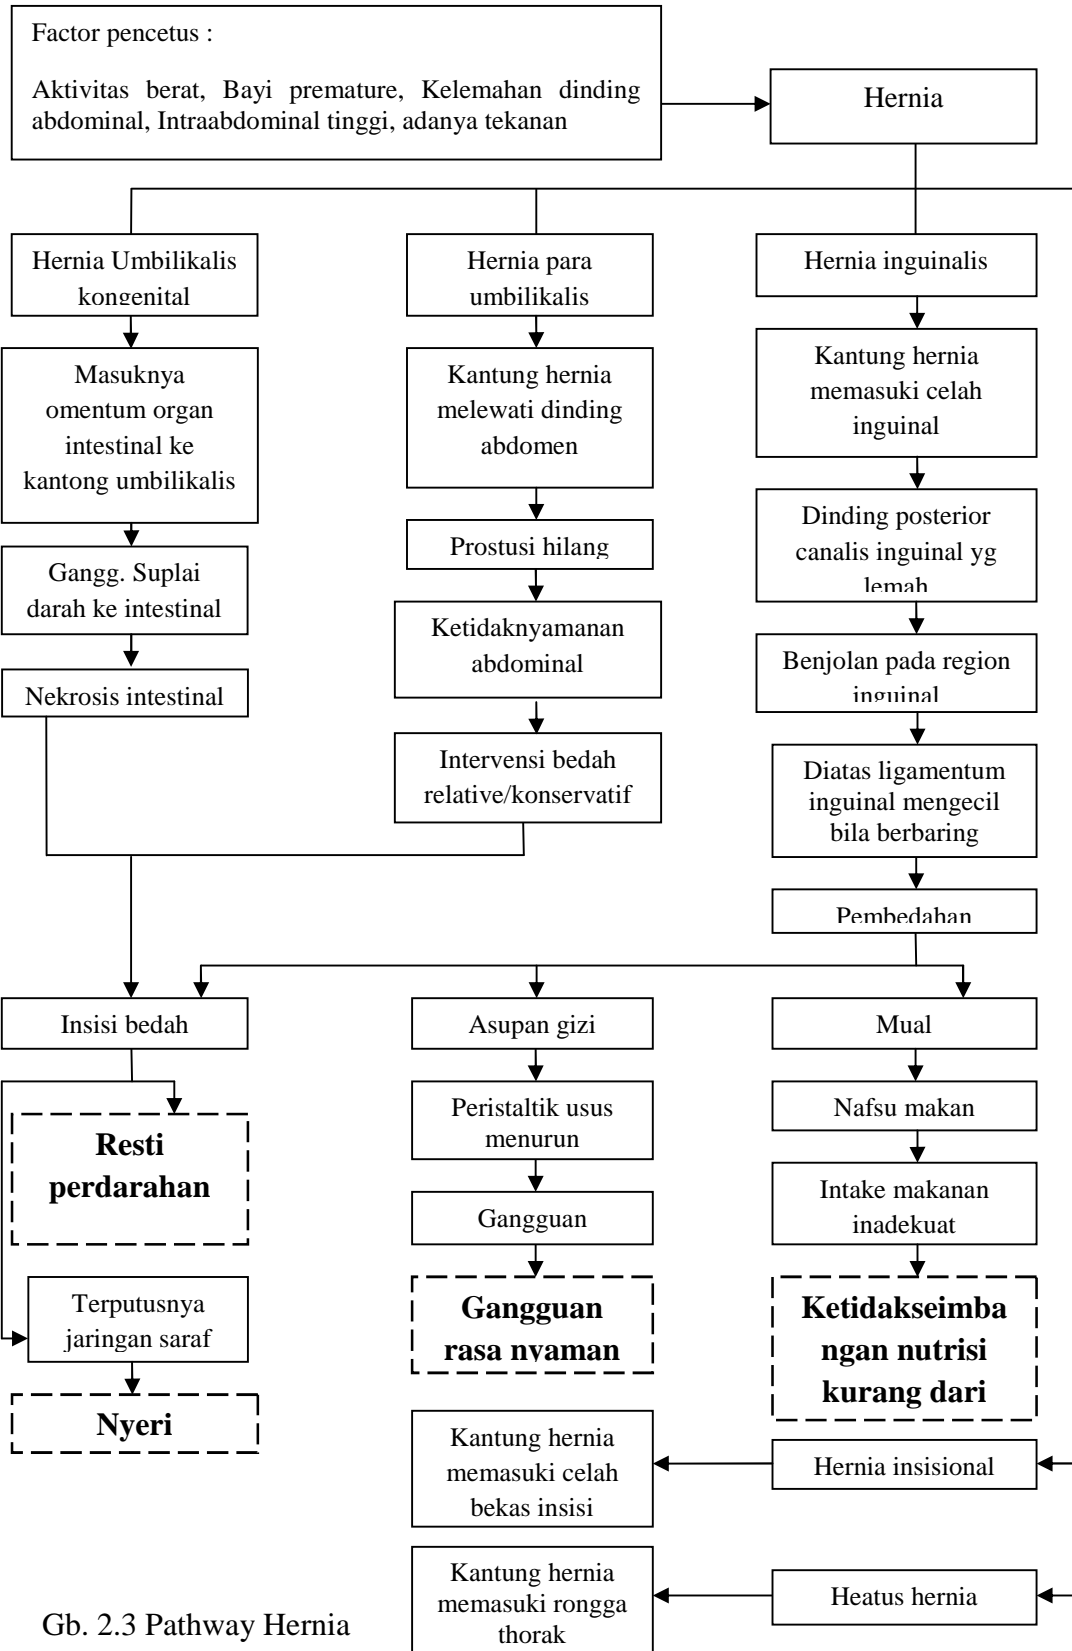 Factor pencetus :
Aktivitas berat, Bayi premature, Kelemahan dinding
abdominal, Intraabdominal tinggi, adanya tekanan
Hernia
Hernia Umbilikalis
kongenital
Hernia para
umbilikalis
Hernia inguinalis
Masuknya
omentum organ
intestinal ke
kantong umbilikalis
Kantung hernia
melewati dinding
abdomen
Kantung hernia
memasuki celah
inguinal
Gangg. Suplai
darah ke intestinal
Prostusi hilang
Dinding posterior
canalis inguinal yg
lemah
Nekrosis intestinal
Ketidaknyamanan
abdominal
Benjolan pada region
inguinal
Intervensi bedah
relative/konservatif
Diatas ligamentum
inguinal mengecil
bila berbaring
Pembedahan
Insisi bedah
Asupan gizi
Mual
Resti
perdarahan
Peristaltik usus
menurun
Nafsu makan
Gangguan
Intake makanan
inadekuat
Terputusnya
jaringan saraf
Gangguan
rasa nyaman
Ketidakseimba
ngan nutrisi
kurang dari
Nyeri
Kantung hernia
memasuki celah
bekas insisi
Hernia insisional
Kantung hernia
memasuki rongga
thorak
Heatus hernia
Gb. 2.3 Pathway Hernia